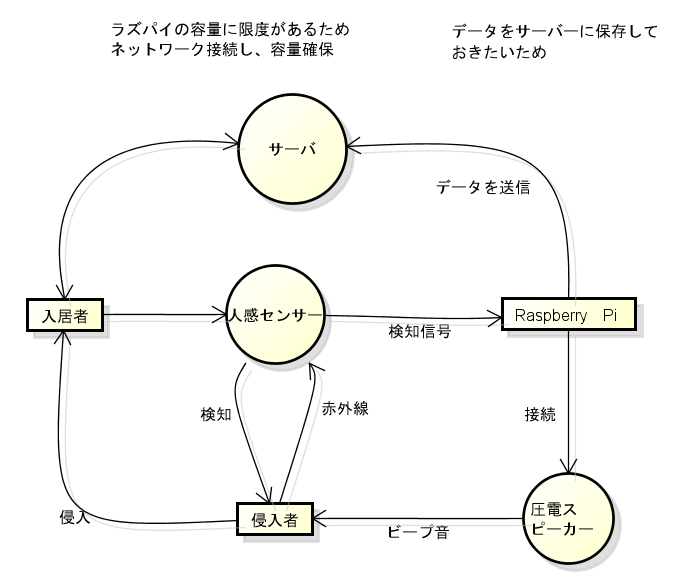 ラズパイの容量に限度があるため
ネットワーク接続し、容量確保
データをサーバーに保存して
おきたいため
サーバ
データを送信
入居者
人感センサー
検知信号
Raspberry Pi
検知
赤外線
接続
侵入
侵入者
ビープ音
圧電ス
ピーカー